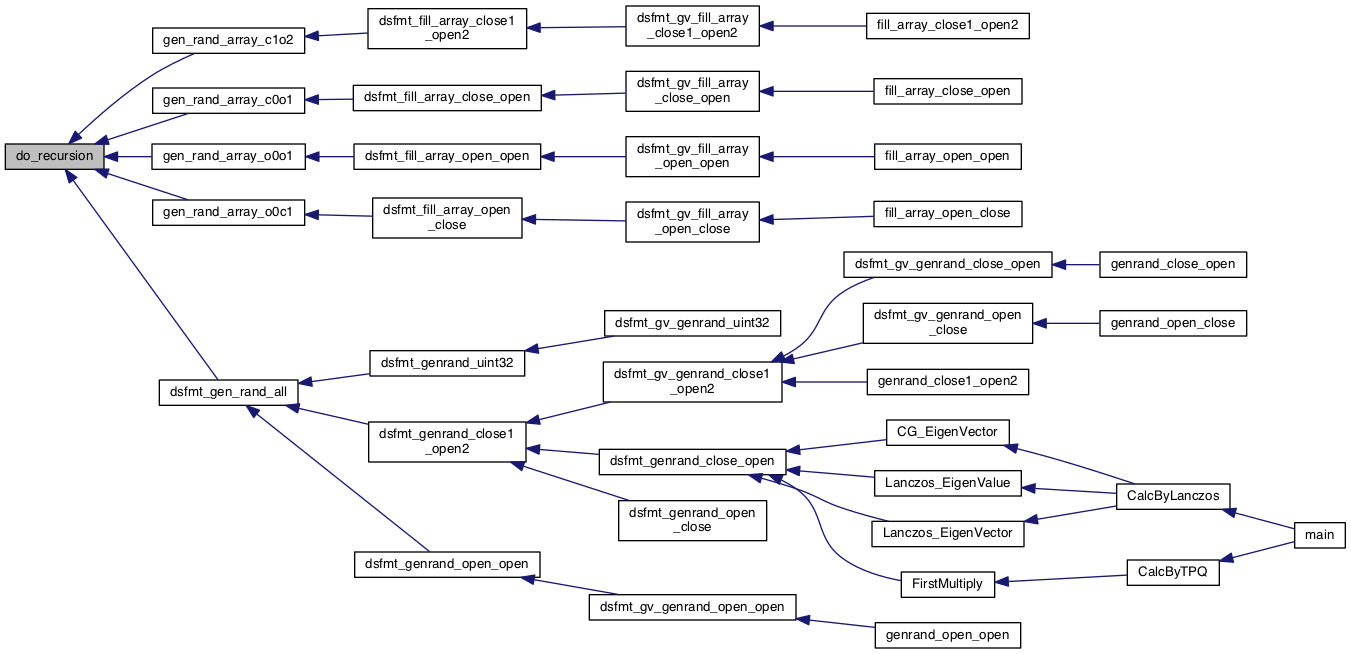 do_recursion
gen_rand_array_c1o2
dsfmt_fill_array_close1
_open2
dsfmt_gv_fill_array
_close1_open2
fill_array_close1_open2
gen_rand_array_c0o1
dsfmt_fill_array_close_open
dsfmt_gv_fill_array
_close_open
fill_array_close_open
gen_rand_array_o0o1
dsfmt_fill_array_open_open
dsfmt_gv_fill_array
_open_open
fill_array_open_open
gen_rand_array_o0c1
dsfmt_fill_array_open
_close
dsfmt_gv_fill_array
_open_close
fill_array_open_close
dsfmt_gen_rand_all
dsfmt_genrand_uint32
dsfmt_gv_genrand_uint32
dsfmt_genrand_close1
_open2
dsfmt_gv_genrand_close1
_open2
dsfmt_gv_genrand_close_open
genrand_close_open
dsfmt_gv_genrand_open
_close
genrand_open_close
genrand_close1_open2
dsfmt_genrand_close_open
CG_EigenVector
Lanczos_EigenValue
Lanczos_EigenVector
CalcByLanczos
FirstMultiply
CalcByTPQ
main
dsfmt_genrand_open
_close
dsfmt_genrand_open_open
dsfmt_gv_genrand_open_open
genrand_open_open